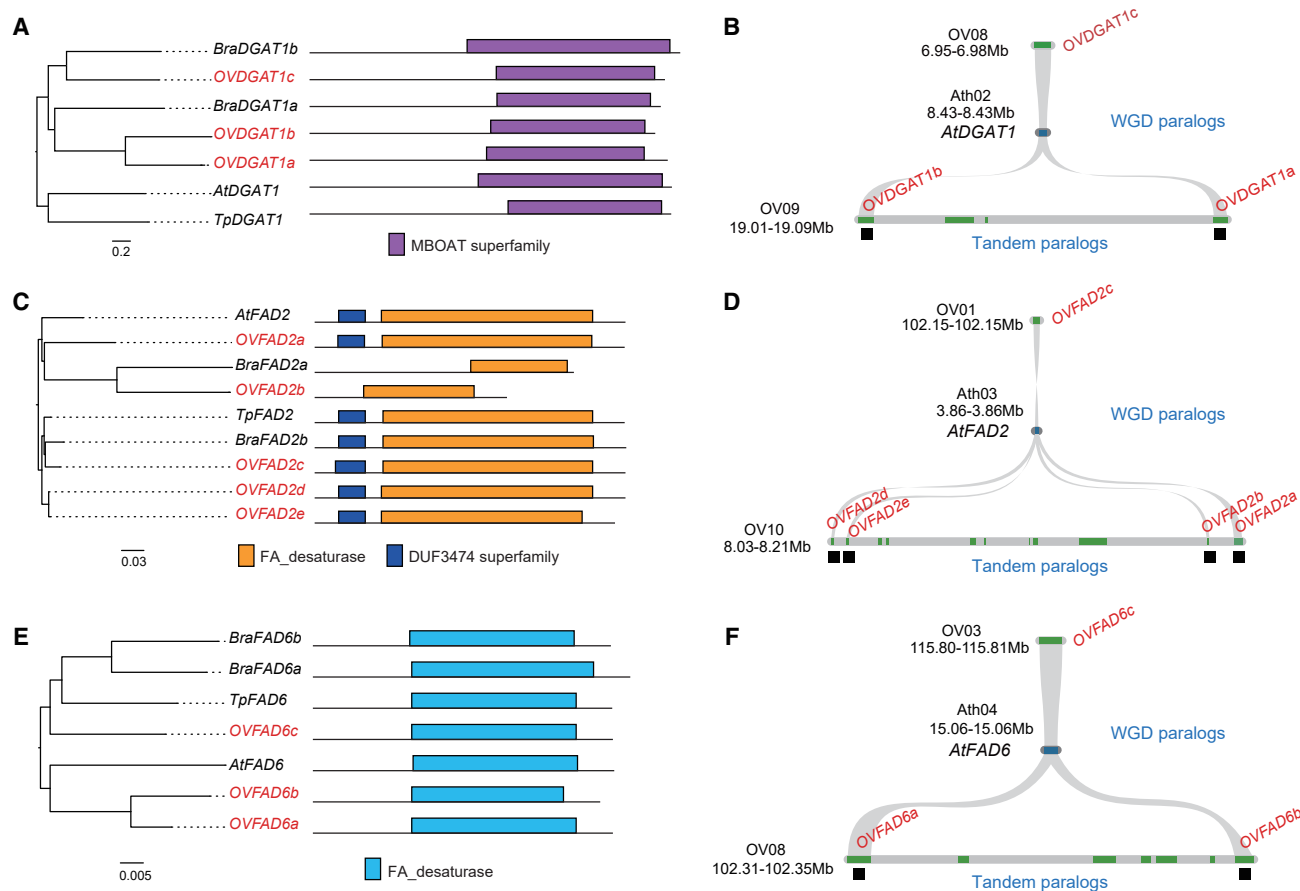 A
BraDGAT1b
OVDGAT1c
BraDGAT1a
OVDGAT1b
OVDGAT1a
AtDGAT1
TpDGAT1
0.2
MBOAT superfamily
B
OV08
6.95-6.98Mb
OVDGAT1c
Ath02
8.43-8.43Mb
AtDGAT1
WGD paralogs
OVDGAT1b
OVDGAT1a
OV09
19.01-19.09Mb
Tandem paralogs
C
AtFAD2
OVFAD2a
BraFAD2a
OVFAD2b
TpFAD2
BraFAD2b
OVFAD2c
OVFAD2d
OVFAD2e
0.03
FA_desaturase
DUF3474 superfamily
D
OV01
102.15-102.15Mb
OVFAD2c
Ath03
3.86-3.86Mb
AtFAD2
WGD paralogs
OVFAD2d
OVFAD2e
OVFAD2b
OVFAD2a
OV10
8.03-8.21Mb
Tandem paralogs
E
BraFAD6b
BraFAD6a
TpFAD6
OVFAD6c
AtFAD6
OVFAD6b
OVFAD6a
0.005
FA_desaturase
F
OV03
115.80-115.81Mb
OVFAD6c
Ath04
15.06-15.06Mb
AtFAD6
WGD paralogs
OVFAD6a
OVFAD6b
OV08
102.31-102.35Mb
Tandem paralogs